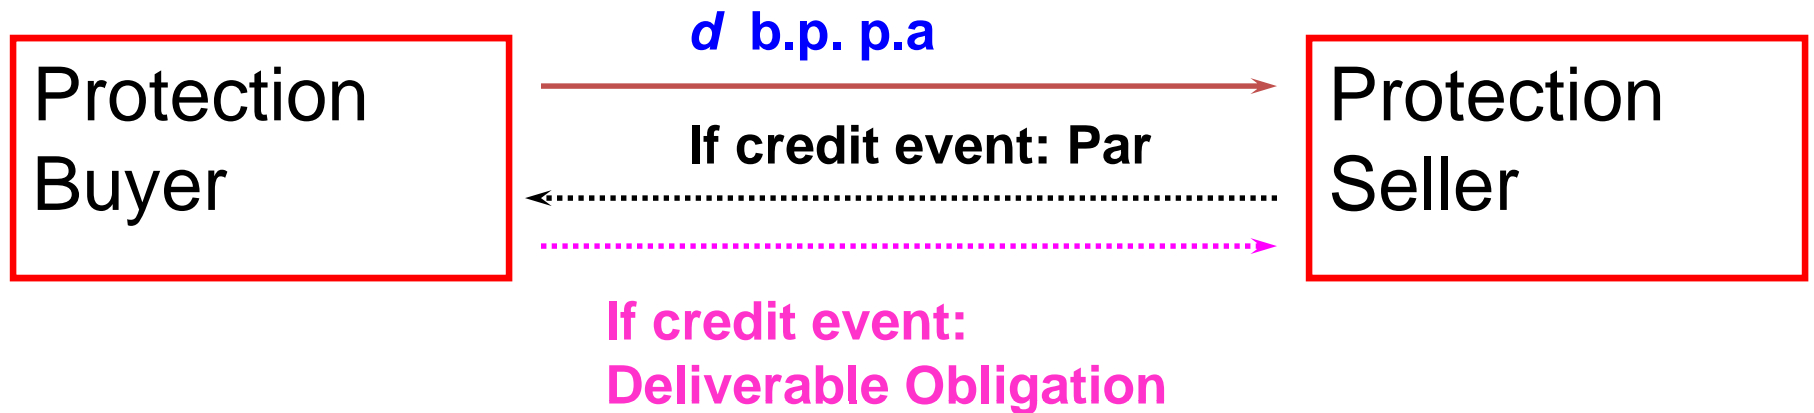 d b.p. p.a
Protection
Buyer
If credit event: Par
Protection
Seller
If credit event:
Deliverable Obligation